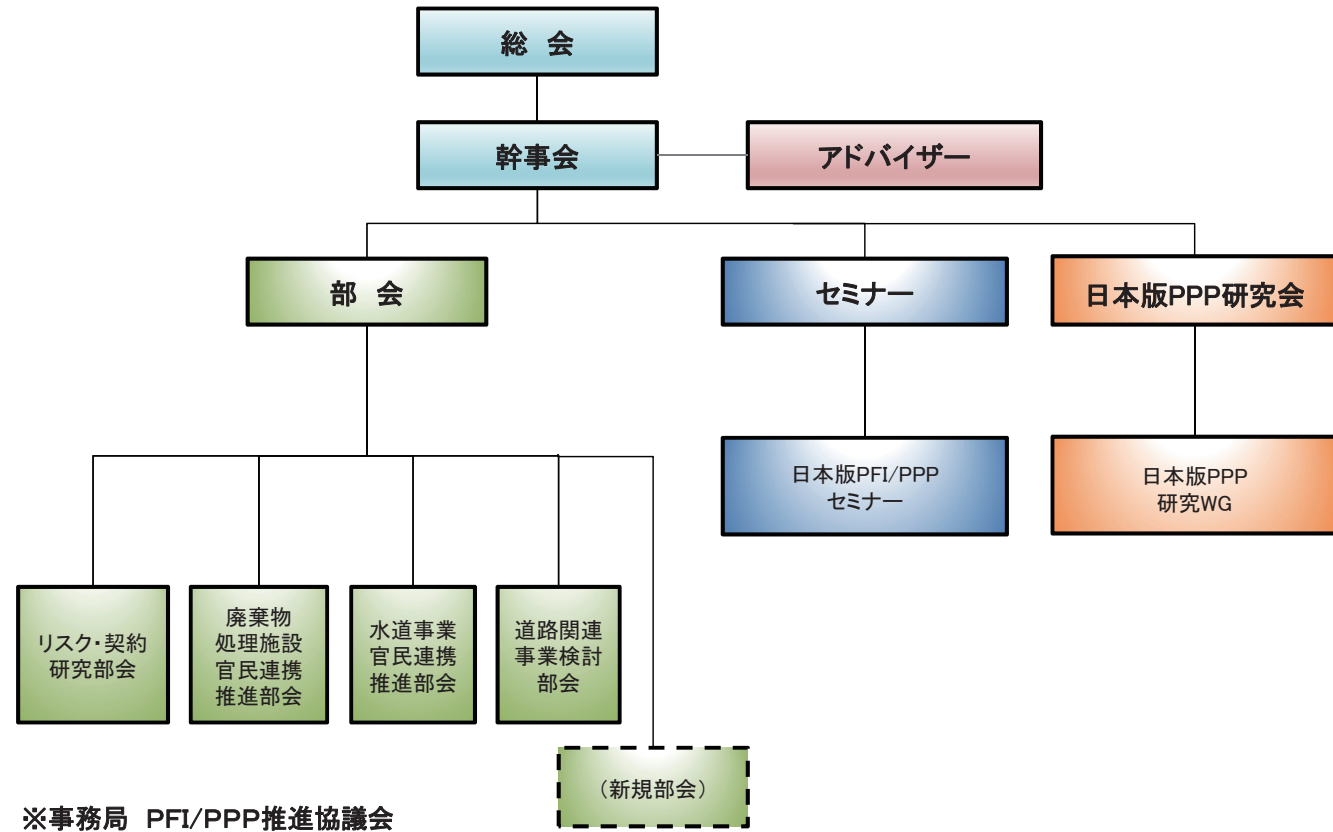 総 会
幹事会
アドバイザー
部 会
セミナー
日本版PPP研究会
日本版PFI/PPP
セミナー
日本版PPP
研究WG
リスク・契約
研究部会
廃棄物
処理施設
官民連携
推進部会
水道事業
官民連携
推進部会
道路関連
事業検討
部会
(新規部会)
※事務局 PFI/PPP推進協議会